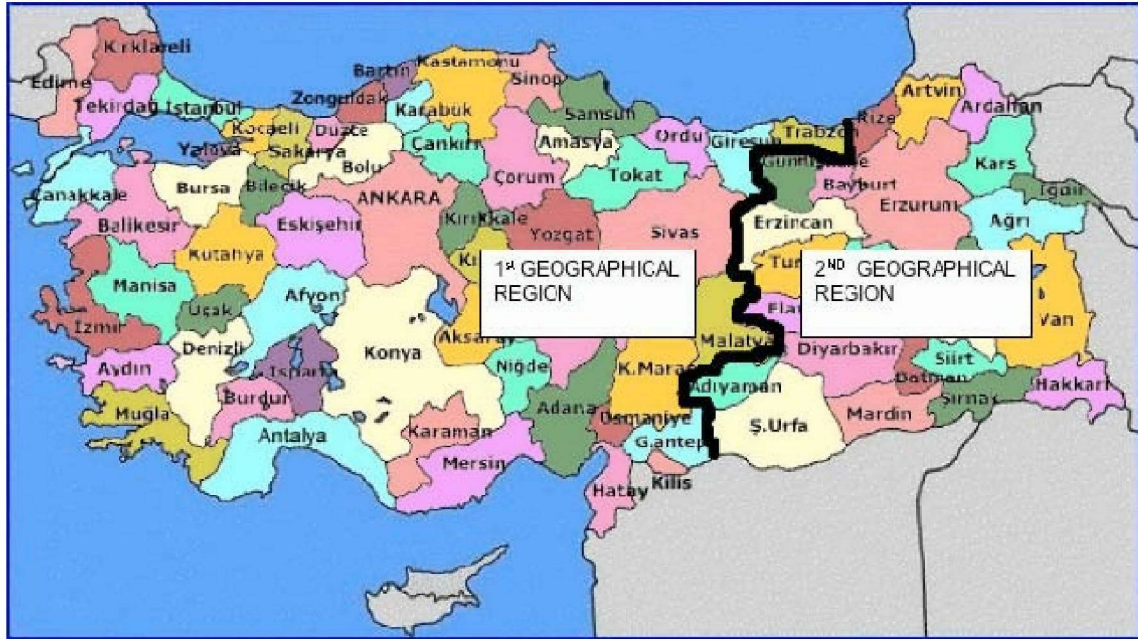 Kırklareli
Edirne
Tekirdağ
İstanbul
Kocaeli
Yalova
Sakarya
Düzce
Bolu
Zonguldak
Bartın
Karabük
Kastamonu
Sinop
Samsun
Çankırı
Amasya
Ordu
Giresun
Trabzon
Rize
Artvin
Ardahan
Kars
Çanakkale
Bursa
Bilecik
Balikesir
Kütahya
Eskişehir
ANKARA
Kırıkkale
Çorum
Yozgat
Tokat
Sivas
Gümüşhane
Bayburt
Erzincan
Erzurum
Iğdır
Ağrı
Manisa
Uşak
Afyon
İzmir
Aydın
Denizli
Isparta
Burdur
Muğla
Antalya
Konya
Aksaray
Niğde
Karaman
Mersin
Adana
K.Maraş
Osmaniye
G.antep
Kilis
Hatay
Malatya
Adıyaman
Ş.Urfa
Diyarbakır
Mardin
Batman
Siirt
Şırnak
Hakkari
Van
1st GEOGRAPHICAL
REGION
2ND GEOGRAPHICAL
REGION